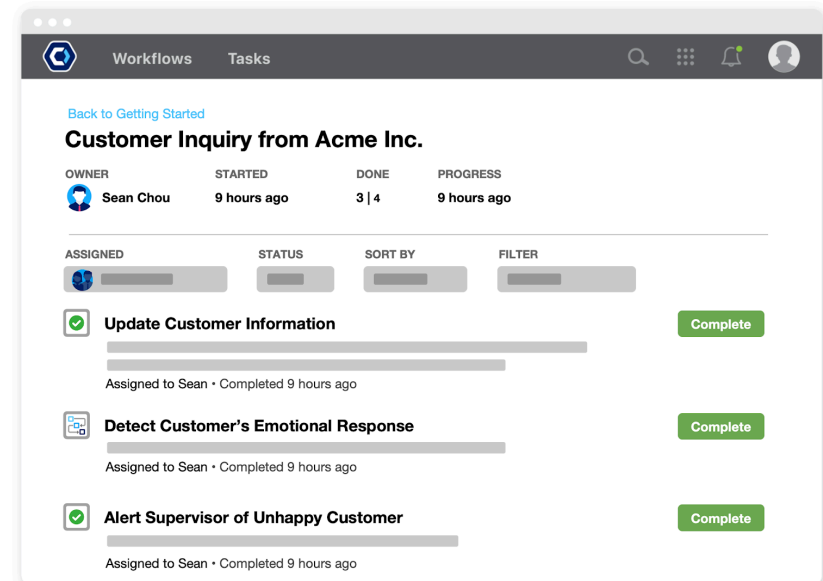 Workflows Tasks
Back to Getting Started
Customer Inquiry from Acme Inc.
OWNER STARTED DONE PROGRESS
Sean Chou 9 hours ago 3 | 4 9 hours ago
ASSIGNED STATUS SORT BY FILTER
Update Customer Information Complete
Assigned to Sean • Completed 9 hours ago
Detect Customer’s Emotional Response Complete
Assigned to Sean • Completed 9 hours ago
Alert Supervisor of Unhappy Customer Complete
Assigned to Sean • Completed 9 hours ago